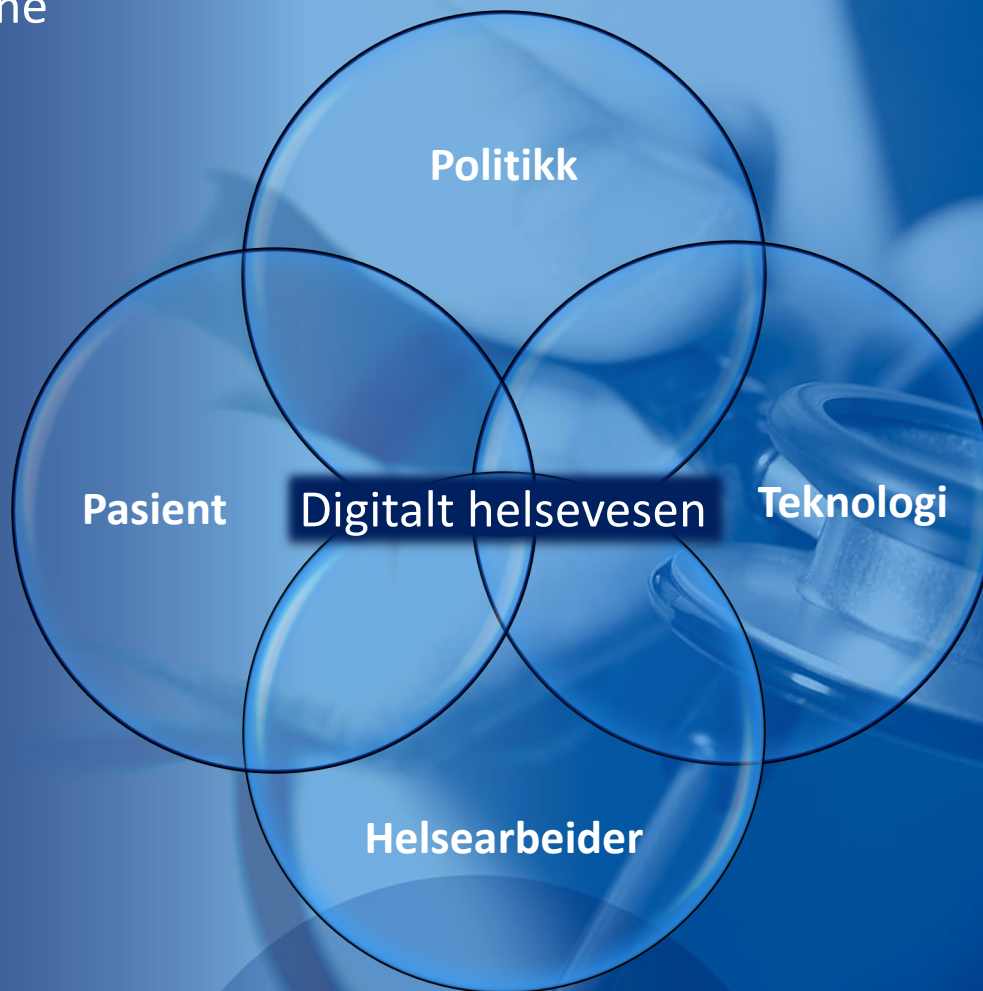 Politikk
Pasient
Digitalt helsevesen
Teknologi
Helsearbeider